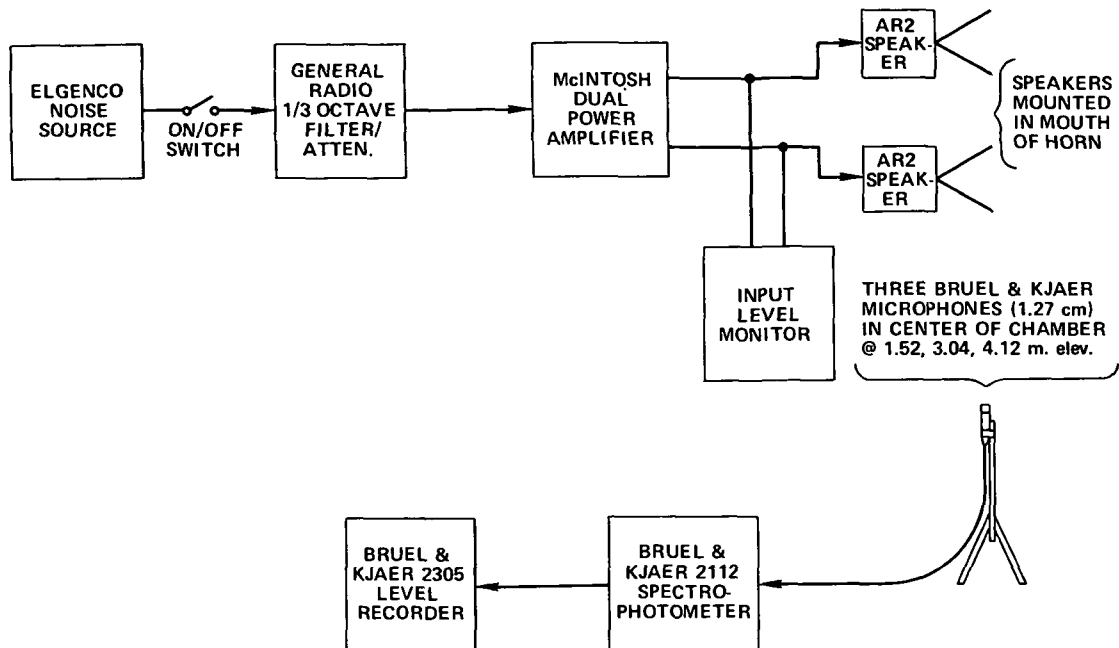 ELGENCO
NOISE
SOURCE
ON/OFF
SWITCH
GENERAL
RADIO
1/3 OCTAVE
FILTER/
ATTEN.
McINTOSH
DUAL
POWER
AMPLIFIER
AR2
SPEAK-
ER
SPEAKERS
MOUNTED
IN MOUTH
OF HORN
AR2
SPEAK-
ER
INPUT
LEVEL
MONITOR
THREE BRUEL & KJAER
MICROPHONES (1.27 cm)
IN CENTER OF CHAMBER
@ 1.52, 3.04, 4.12 m. elev.
BRUEL &
KJAER 2305
LEVEL
RECORDER
BRUEL &
KJAER 2112
SPECTRO-
PHOTOMETER